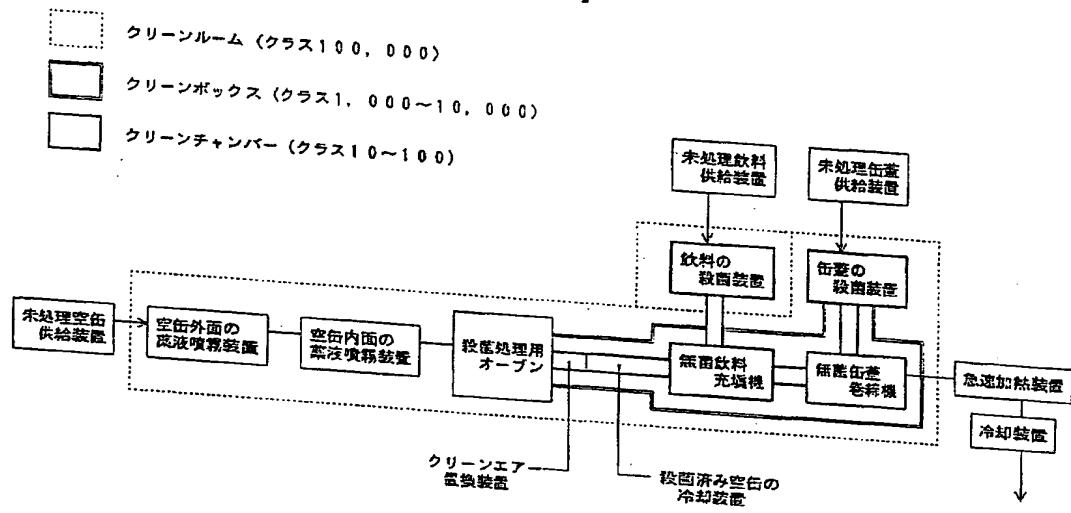 クリーンルーム（クラス１００，０００）
クリーンボックス（クラス１，０００～１０，０００）
クリーンチャンバー（クラス１０～１００）
未処理飲料
供給装置
未処理缶蓋
供給装置
飲料の
殺菌装置
缶蓋の
殺菌装置
未処理空缶
供給装置
空缶外面の
薬液噴霧装置
空缶内面の
薬液噴霧装置
殺菌処理用
オーブン
無菌飲料
充填機
無菌缶蓋
巻締機
急速加熱装置
冷却装置
クリーンエアー
置換装置
殺菌済み空缶の
冷却装置